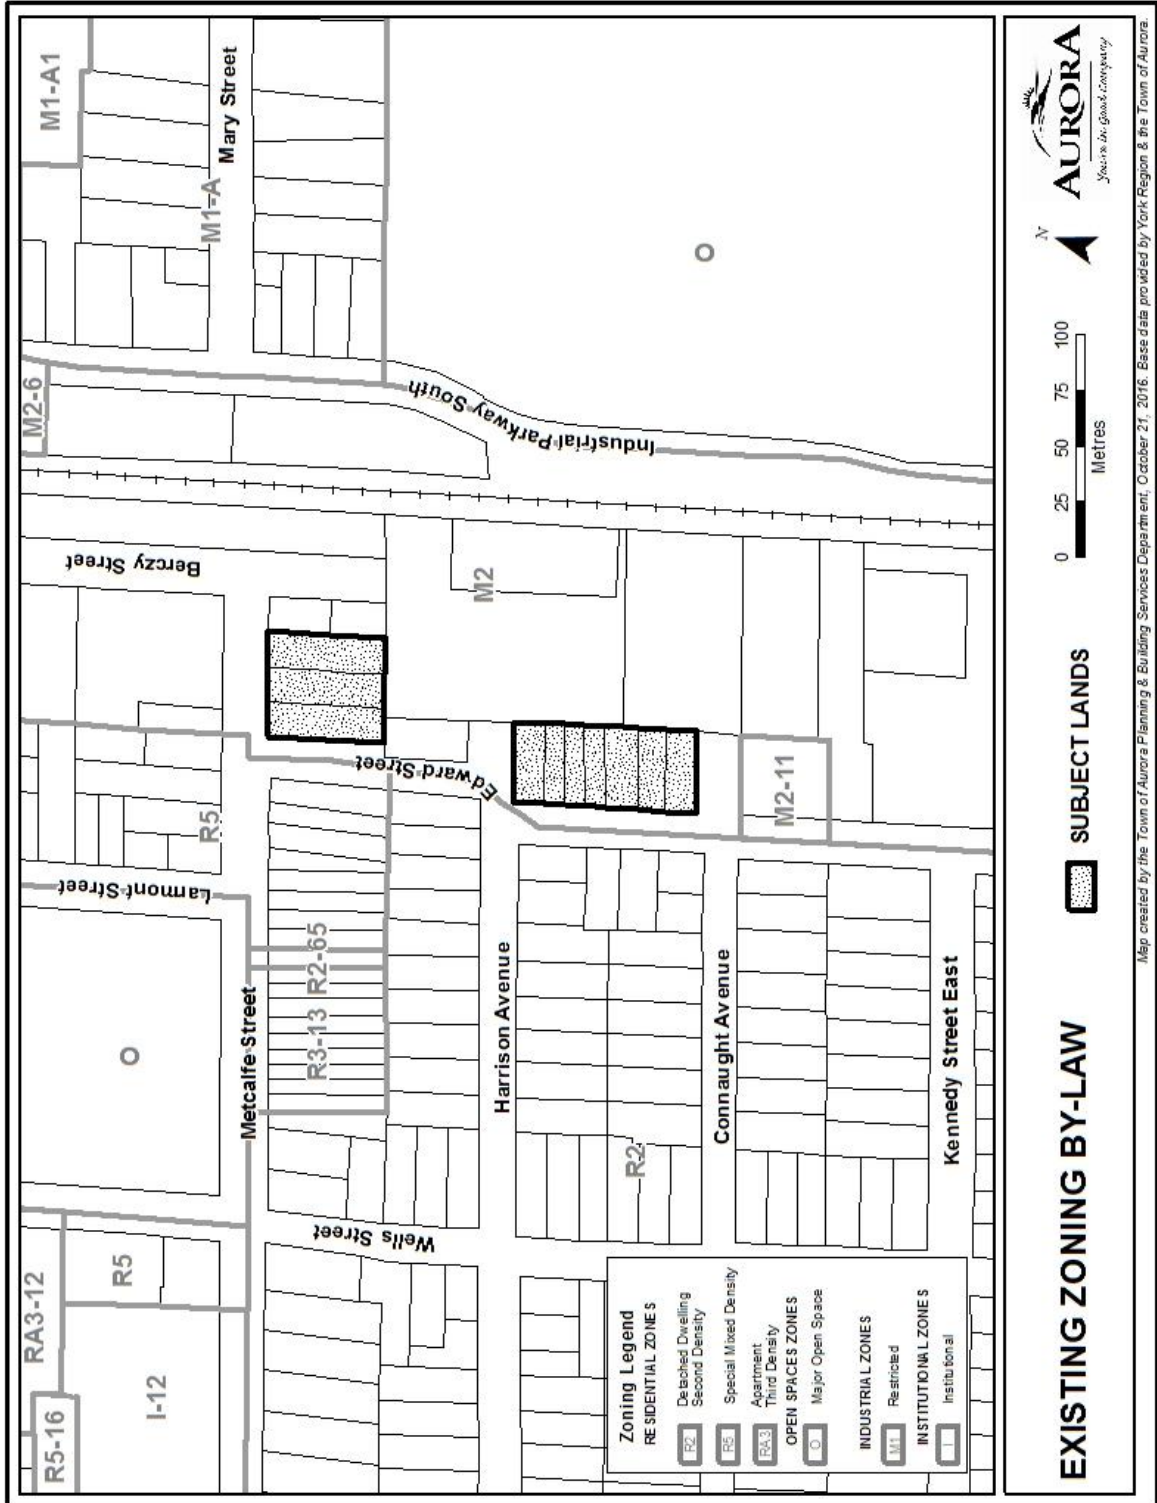 M1-A1
Mary Street
M1-A
M2-6
O
Industrial Parkway South
Berczy Street
M2
R5
Edward Street
M2-11
Lamont Street
O
R2-65
R3-13
Metcalfe Street
Harrison Avenue
Connaught Avenue
Kennedy Street East
R2
Wells Street
RA3-12
R5
R5-16
I-12
Zoning Legend
RESIDENTIAL ZONES
R2 Detached Dwelling
Second Density
R5 Special Mixed Density
RA3 Apartment
Third Density
OPEN SPACES ZONES
O Major Open Space
INDUSTRIAL ZONES
M1 Restricted
INSTITUTIONAL ZONES
I Institutional
EXISTING ZONING BY-LAW
SUBJECT LANDS
0 25 50 75 100
Metres
N
AURORA
You're in Good Company
Map created by the Town of Aurora Planning & Building Services Department, October 21, 2016. Base data provided by York Region & the Town of Aurora.